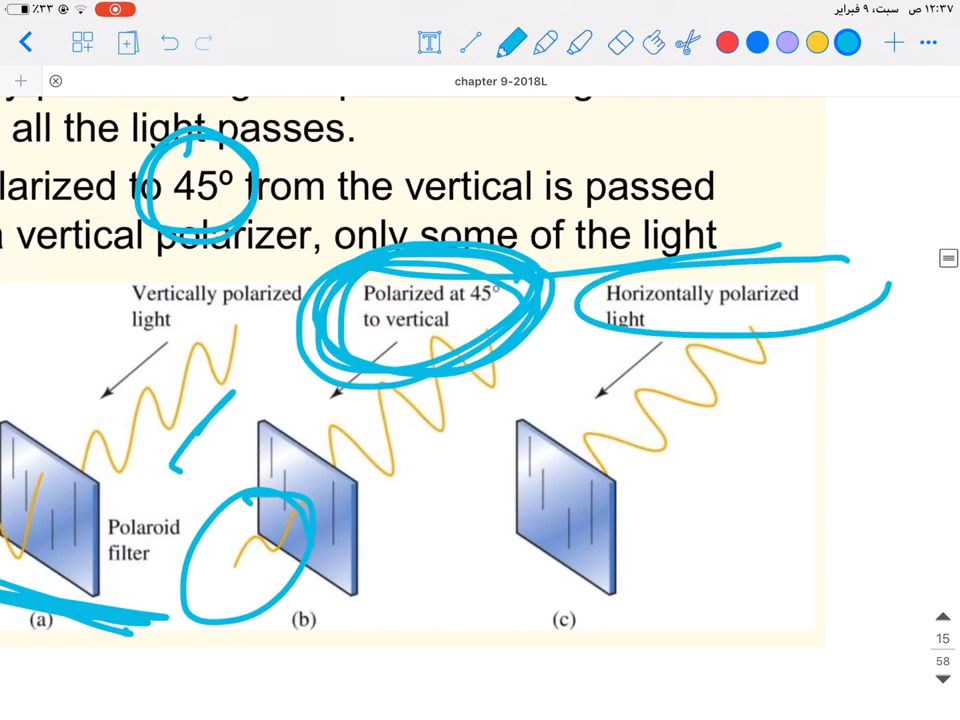 ١٢:٣٧ ص سبت، ٩ فبراير
٪٣٣
chapter 9-2018L
all the light passes.
larized to 45º from the vertical is passed
a vertical polarizer, only some of the light
Vertically polarized
light
Polarized at 45°
to vertical
Horizontally polarized
light
Polaroid
filter
(a)
(b)
(c)
15
58